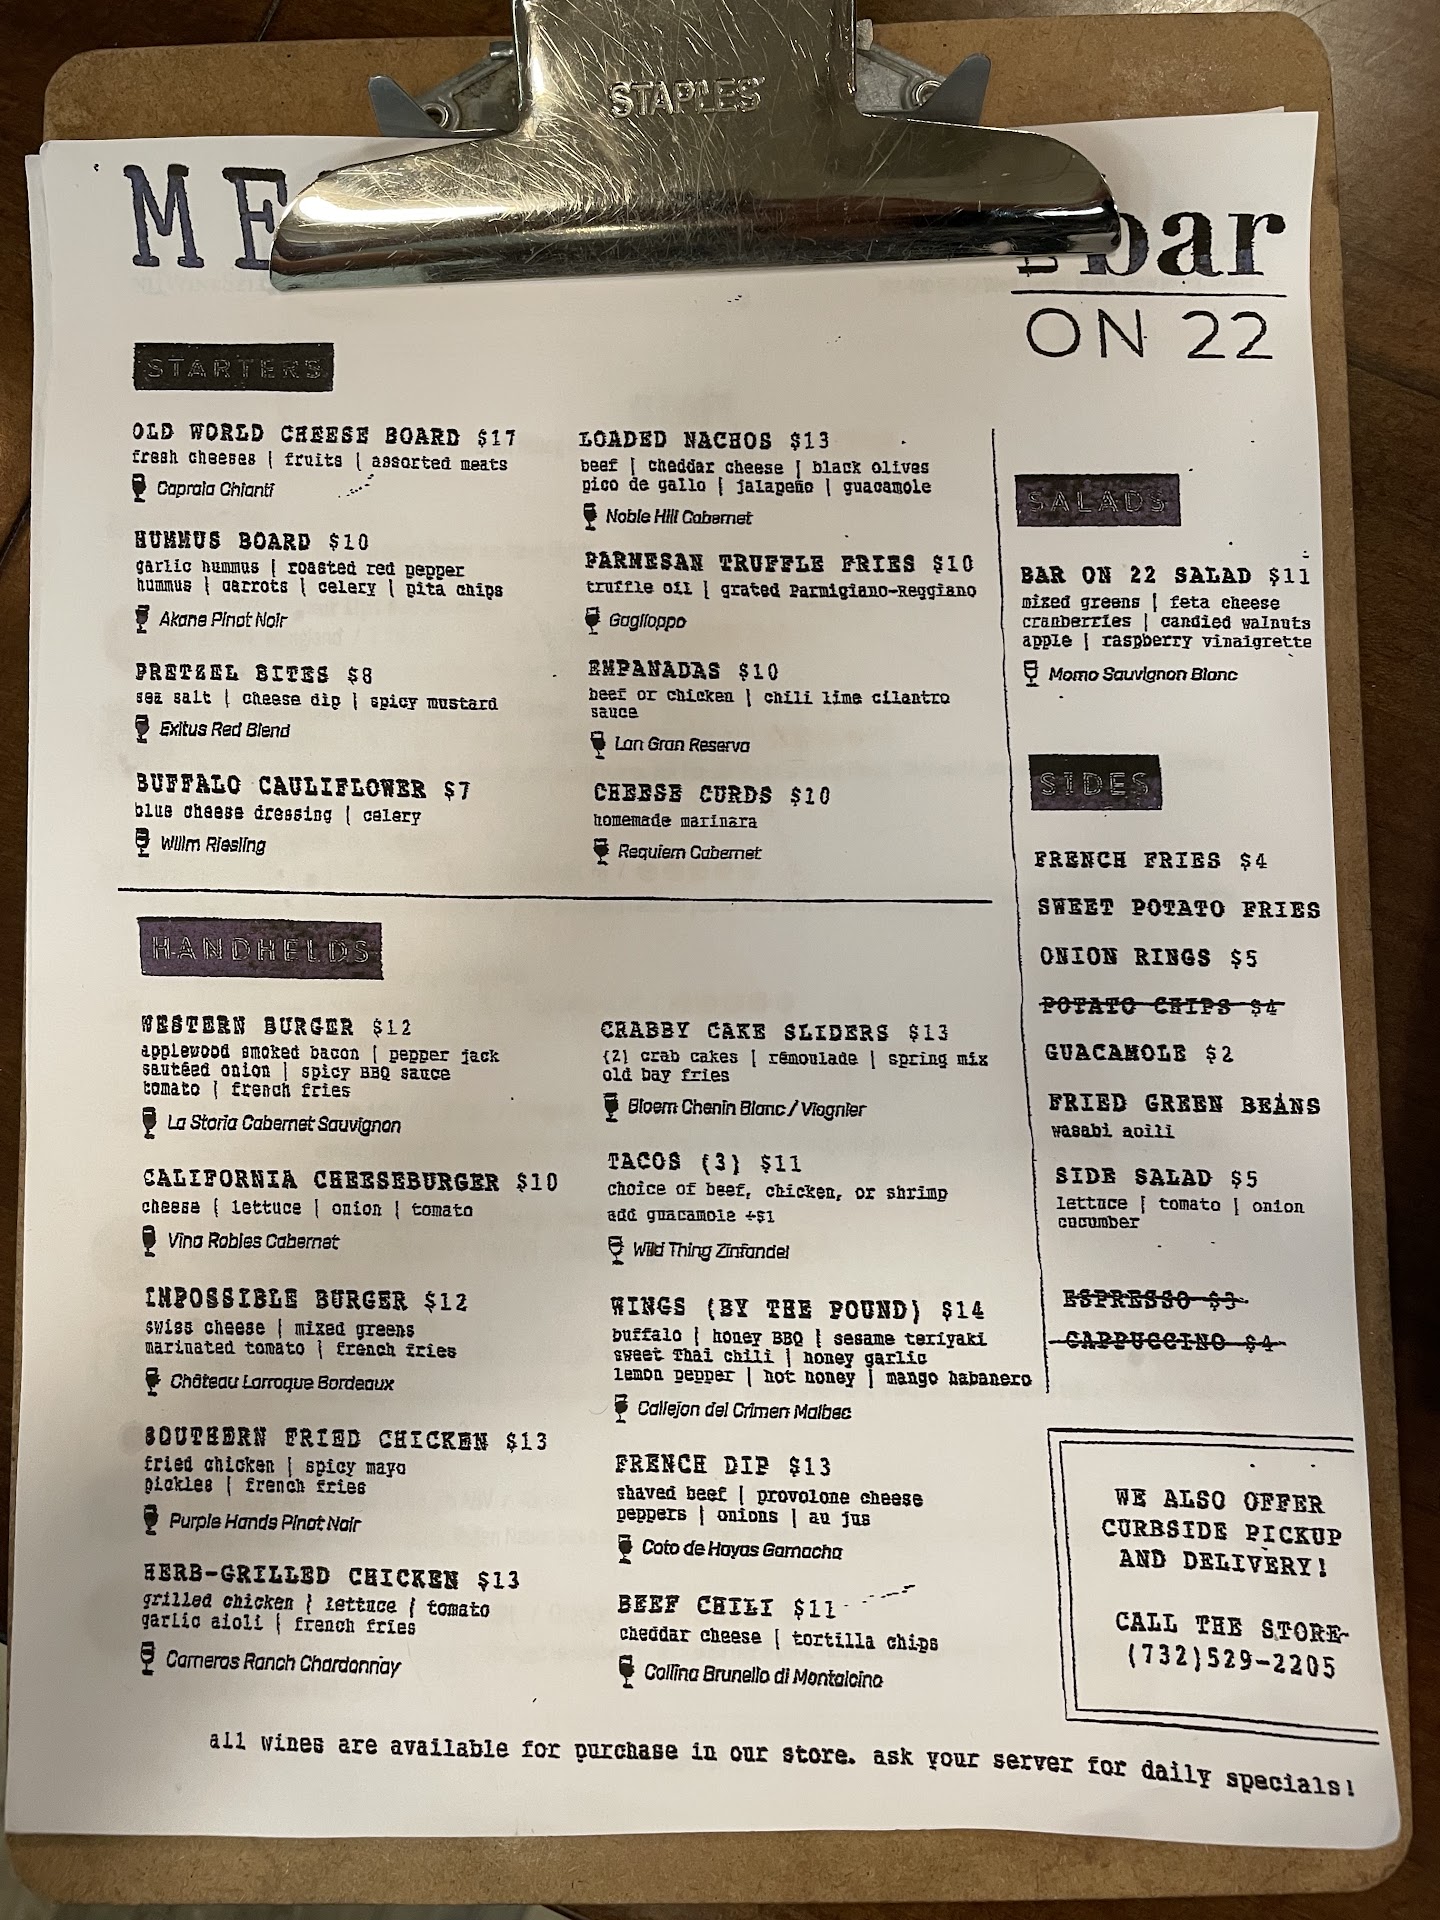 STAPLES
ME
bar
ON 22
STARTERS
OLD WORLD CHEESE BOARD $17
fresh cheeses | fruits | assorted meats
Capraia Chianti
HUMMUS BOARD $10
garlic hummus | roasted red pepper
hummus | carrots | celery | pita chips
Akane Pinot Noir
PRETZEL BITES $8
sea salt | cheese dip | spicy mustard
Exitus Red Blend
BUFFALO CAULIFLOWER $7
blue cheese dressing | celery
Willm Riesling
LOADED NACHOS $13
beef | cheddar cheese | black olives
pico de gallo | jalapeño | guacamole
Noble Hill Cabernet
PARMESAN TRUFFLE FRIES $10
truffle oil | grated Parmigiano-Reggiano
Gaglioppo
EMPANADAS $10
beef or chicken | chili lime cilantro
sauce
Lan Gran Reserva
CHEESE CURDS $10
homemade marinara
Requiem Cabernet
HANDHELDS
WESTERN BURGER $12
applewood smoked bacon | pepper jack
sautéed onion | spicy BBQ sauce
tomato | french fries
La Storia Cabernet Sauvignon
CALIFORNIA CHEESEBURGER $10
cheese | lettuce | onion | tomato
Vina Robles Cabernet
IMPOSSIBLE BURGER $12
swiss cheese | mixed greens
marinated tomato | french fries
Château Larroque Bordeaux
SOUTHERN FRIED CHICKEN $13
fried chicken | spicy mayo
pickles | french fries
Purple Hands Pinot Noir
HERB-GRILLED CHICKEN $13
grilled chicken | lettuce | tomato
garlic aioli | french fries
Carneros Ranch Chardonnay
CRABBY CAKE SLIDERS $13
(2) crab cakes | rémoulade | spring mix
old bay fries
Bloem Chenin Blanc / Viognier
TACOS (3) $11
choice of beef, chicken, or shrimp
add guacamole +$1
Wild Thing Zinfandel
WINGS (BY THE POUND) $14
buffalo | honey BBQ | sesame teriyaki
sweet Thai chili | honey garlic
lemon pepper | hot honey | mango habanero
Callejon del Crimen Malbec
FRENCH DIP $13
shaved beef | provolone cheese
peppers | onions | au jus
Coto de Hayas Garnacha
BEEF CHILI $11
cheddar cheese | tortilla chips
Collina Brunello di Montalcino
SALADS
BAR ON 22 SALAD $11
mixed greens | feta cheese
cranberries | candied walnuts
apple | raspberry vinaigrette
Momo Sauvignon Blanc
SIDES
FRENCH FRIES $4
SWEET POTATO FRIES
ONION RINGS $5
POTATO CHIPS $4
GUACAMOLE $2
FRIED GREEN BEANS
wasabi aoili
SIDE SALAD $5
lettuce | tomato | onion
cucumber
ESPRESSO $3
CAPPUCCINO $4
WE ALSO OFFER
CURBSIDE PICKUP
AND DELIVERY!
CALL THE STORE
(732)529-2205
all wines are available for purchase in our store. ask your server for daily specials!